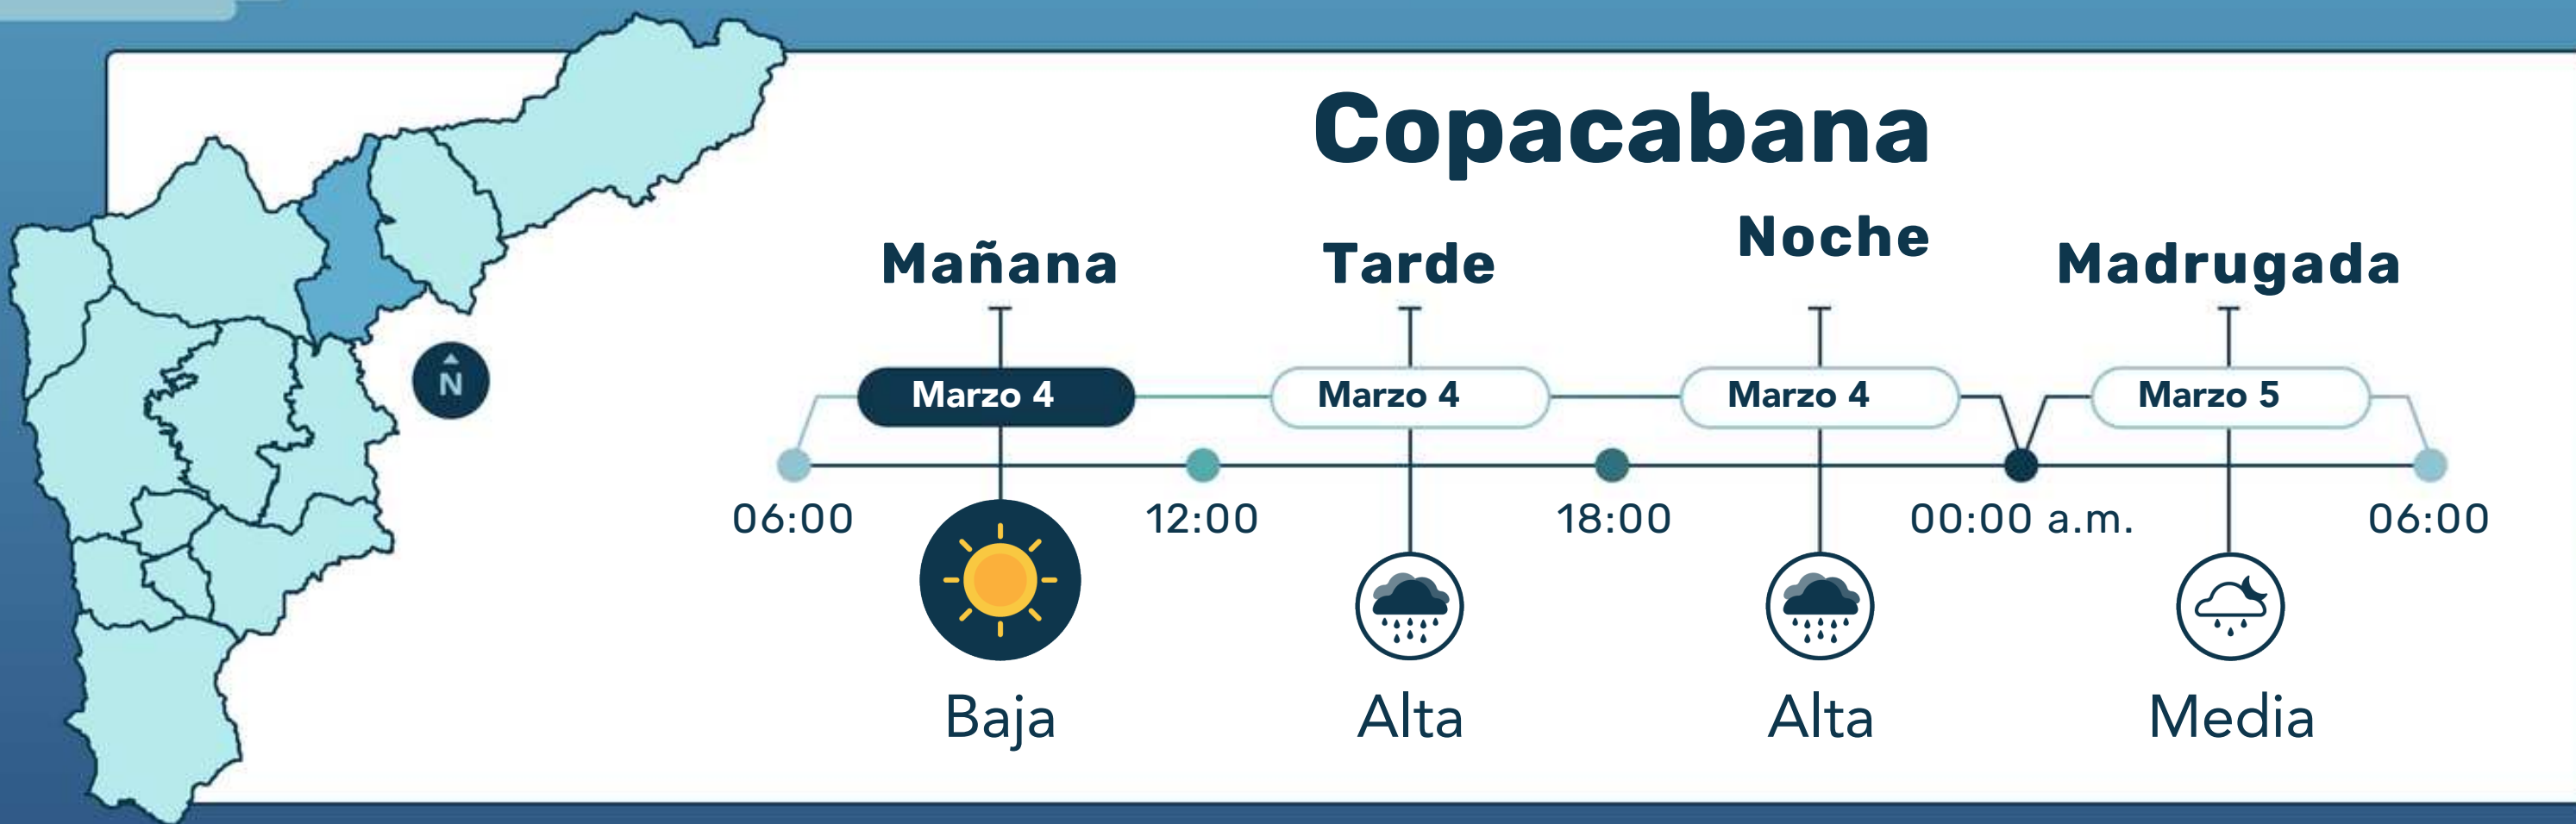 Copacabana
Mañana Tarde Noche Madrugada
Marzo 4 Marzo 4 Marzo 4 Marzo 5
N
06:00 12:00 18:00 00:00 a.m. 06:00
Baja Alta Alta Media